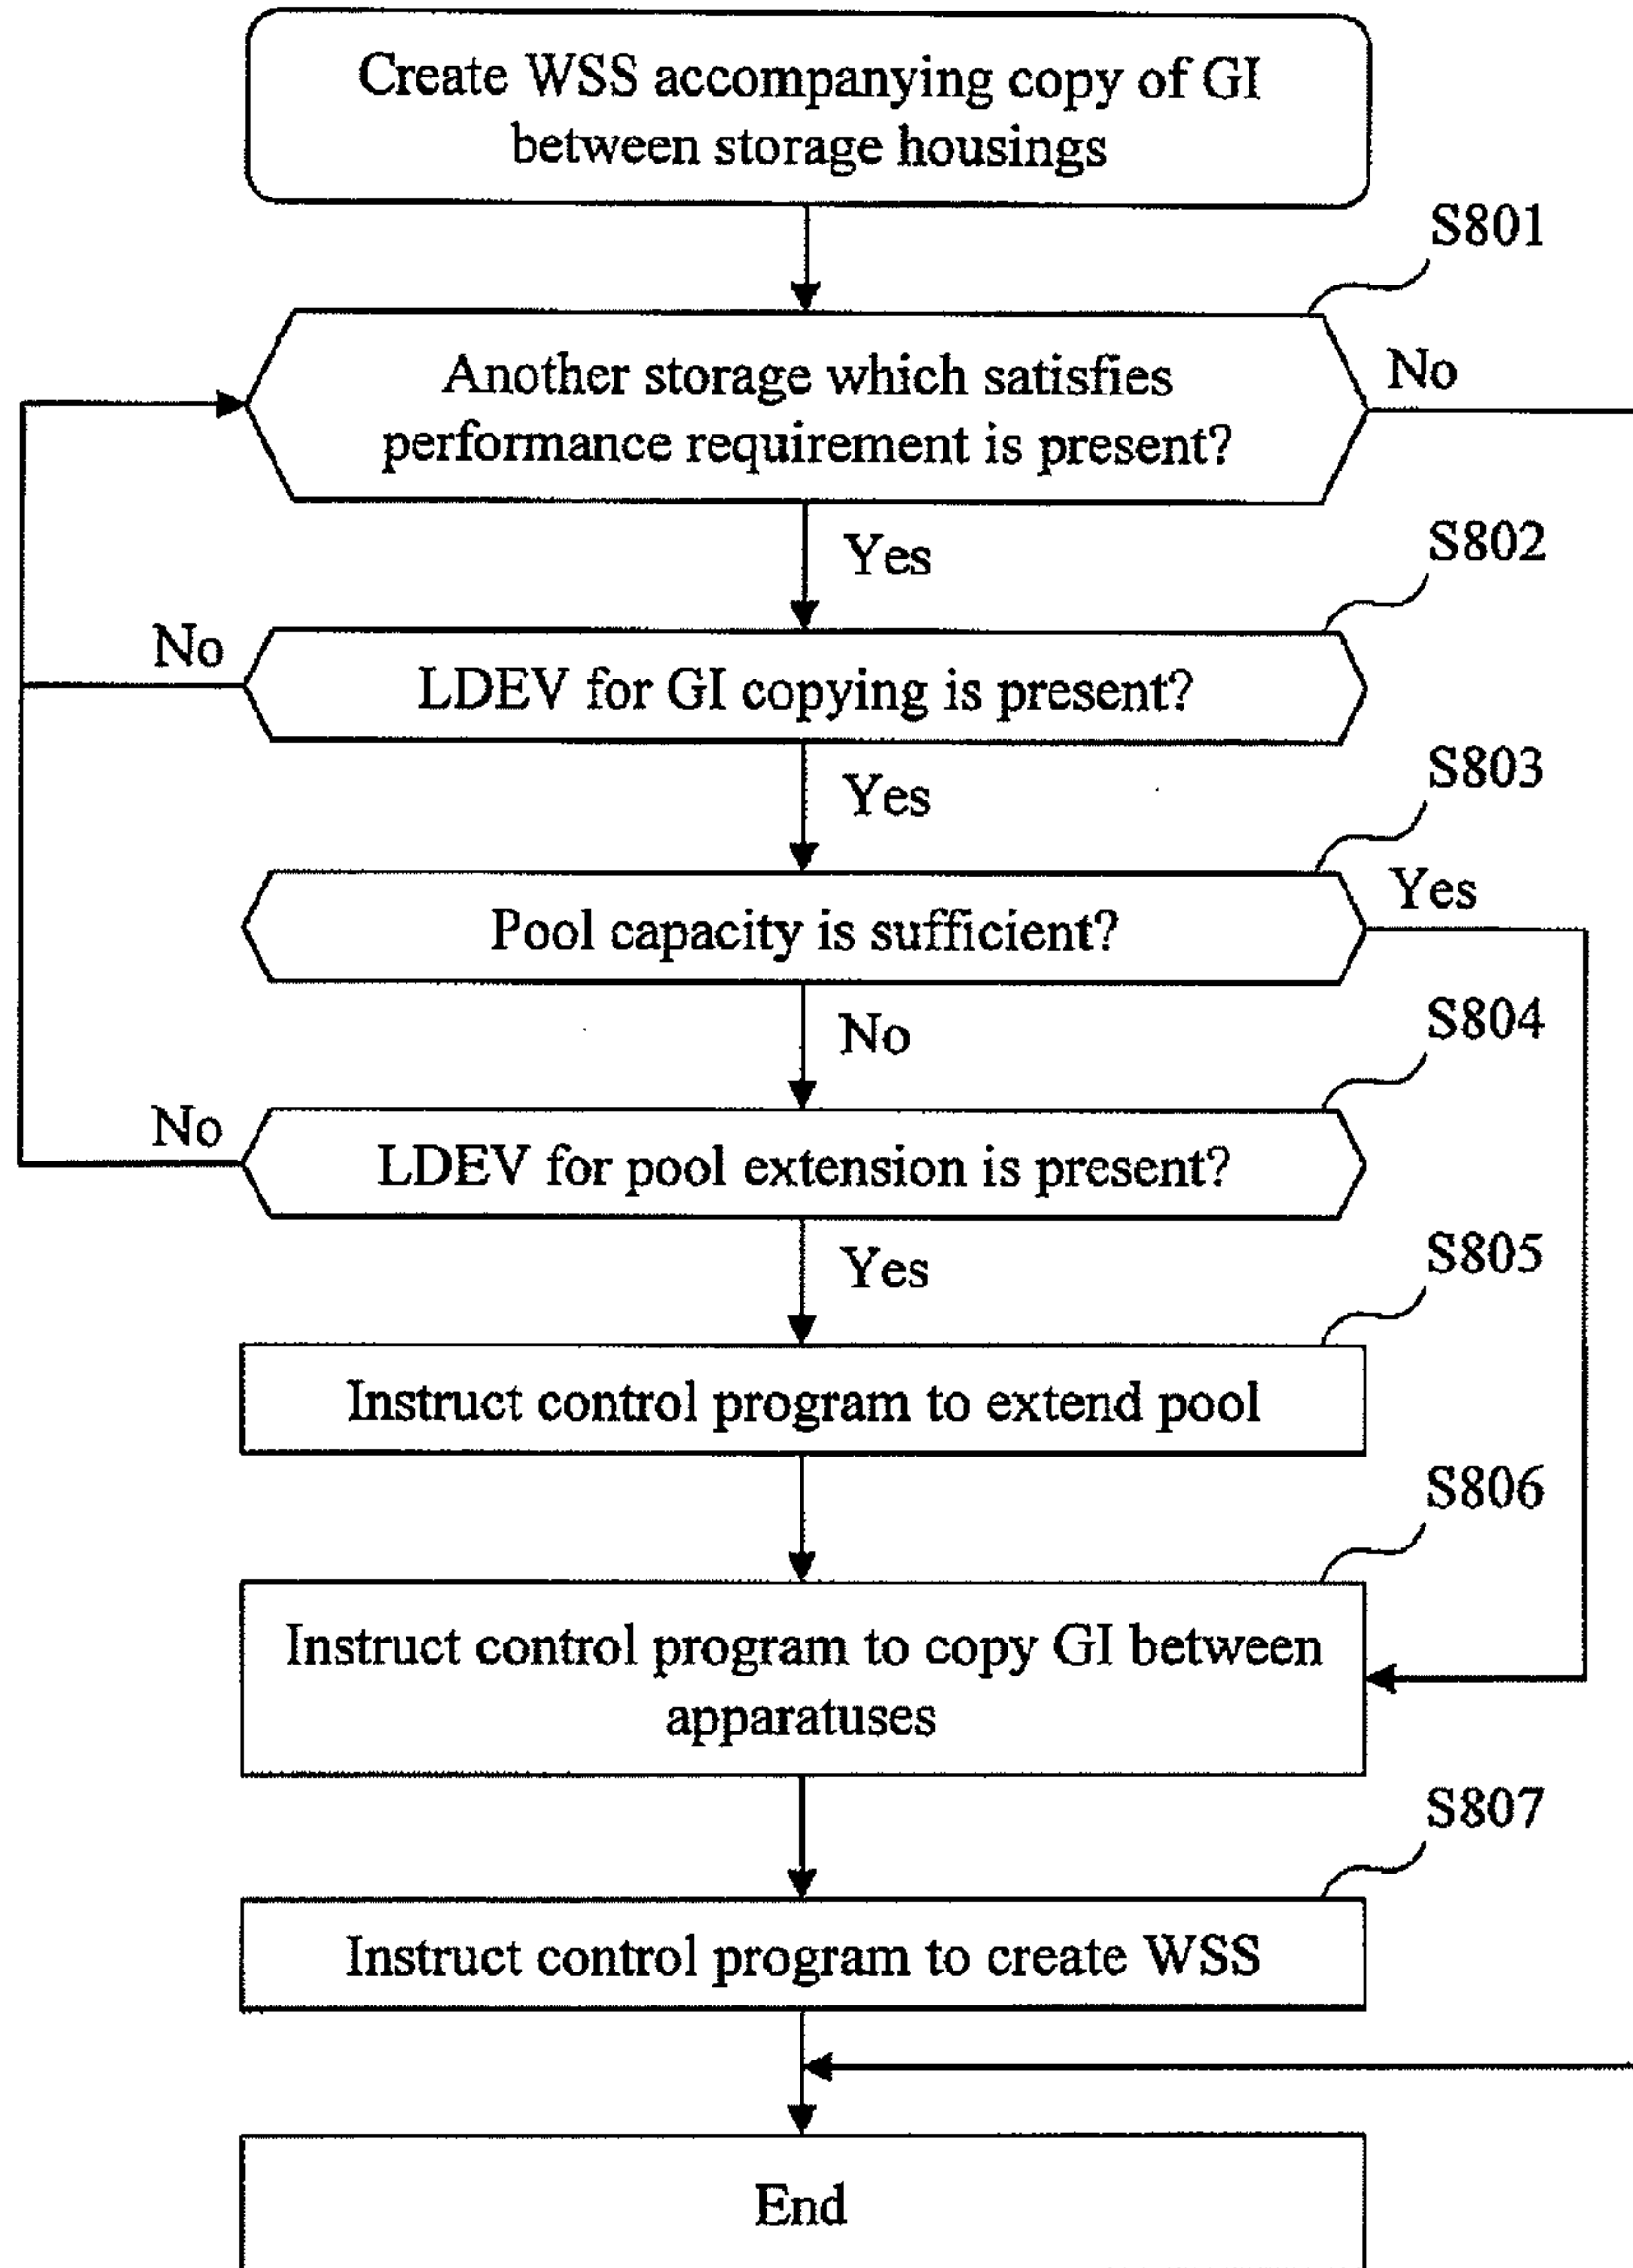 Create WSS accompanying copy of GI
between storage housings
S801
Another storage which satisfies
performance requirement is present?
No
Yes
S802
No
LDEV for GI copying is present?
Yes
S803
Pool capacity is sufficient?
Yes
No
S804
No
LDEV for pool extension is present?
Yes
S805
Instruct control program to extend pool
S806
Instruct control program to copy GI between
apparatuses
S807
Instruct control program to create WSS
End